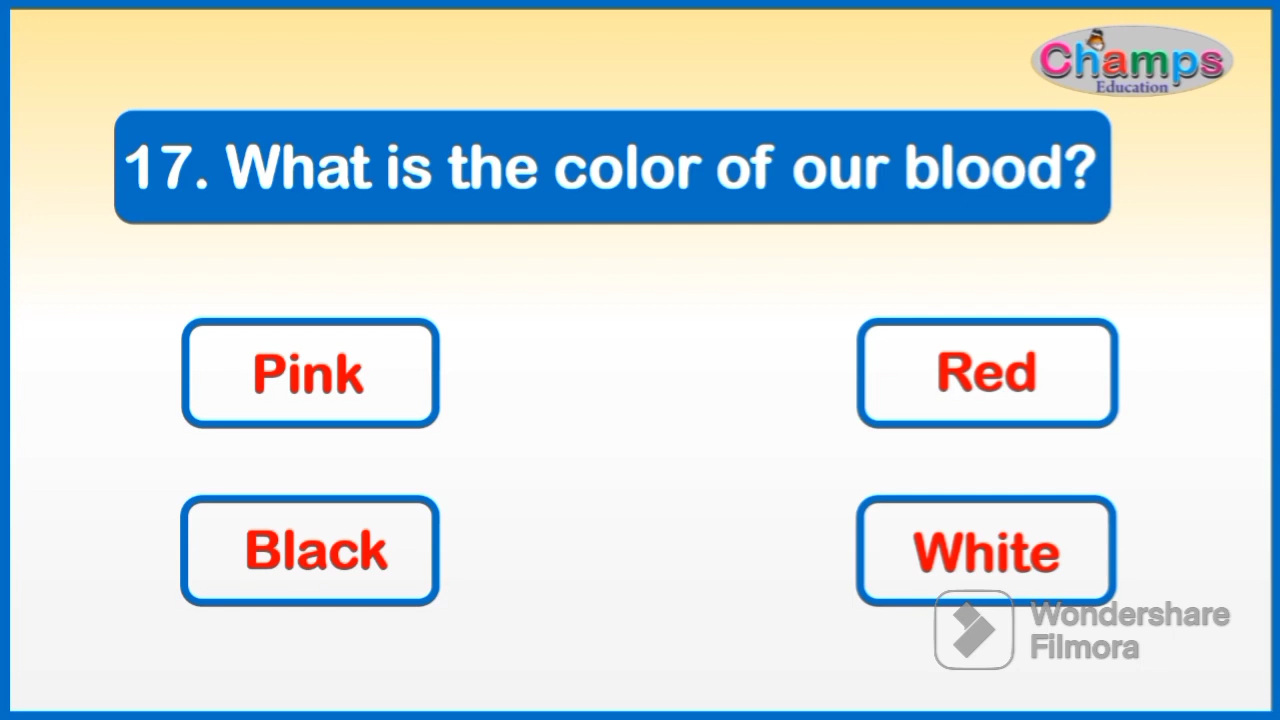 Champs
Education
17. What is the color of our blood?
Pink
Red
Black
White
Wondershare
Filmora